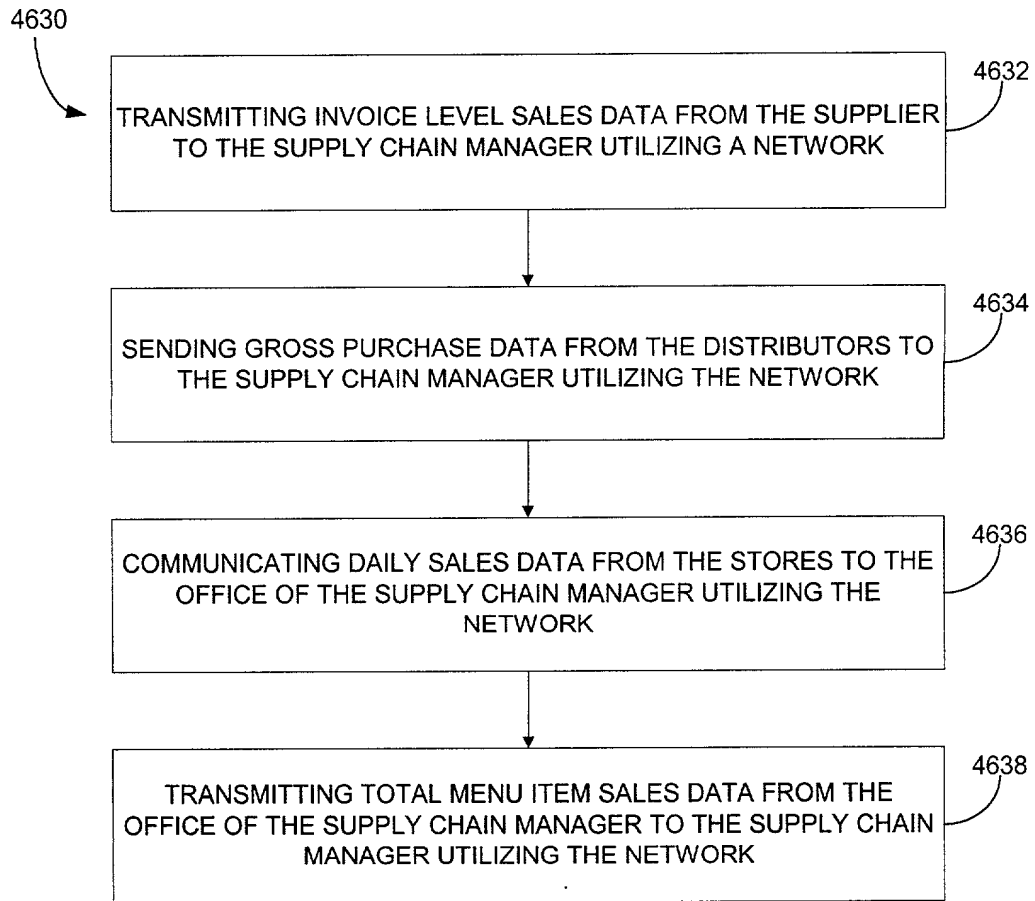 4630
4632
TRANSMITTING INVOICE LEVEL SALES DATA FROM THE SUPPLIER
TO THE SUPPLY CHAIN MANAGER UTILIZING A NETWORK
4634
SENDING GROSS PURCHASE DATA FROM THE DISTRIBUTORS TO
THE SUPPLY CHAIN MANAGER UTILIZING THE NETWORK
4636
COMMUNICATING DAILY SALES DATA FROM THE STORES TO THE
OFFICE OF THE SUPPLY CHAIN MANAGER UTILIZING THE
NETWORK
4638
TRANSMITTING TOTAL MENU ITEM SALES DATA FROM THE
OFFICE OF THE SUPPLY CHAIN MANAGER TO THE SUPPLY CHAIN
MANAGER UTILIZING THE NETWORK